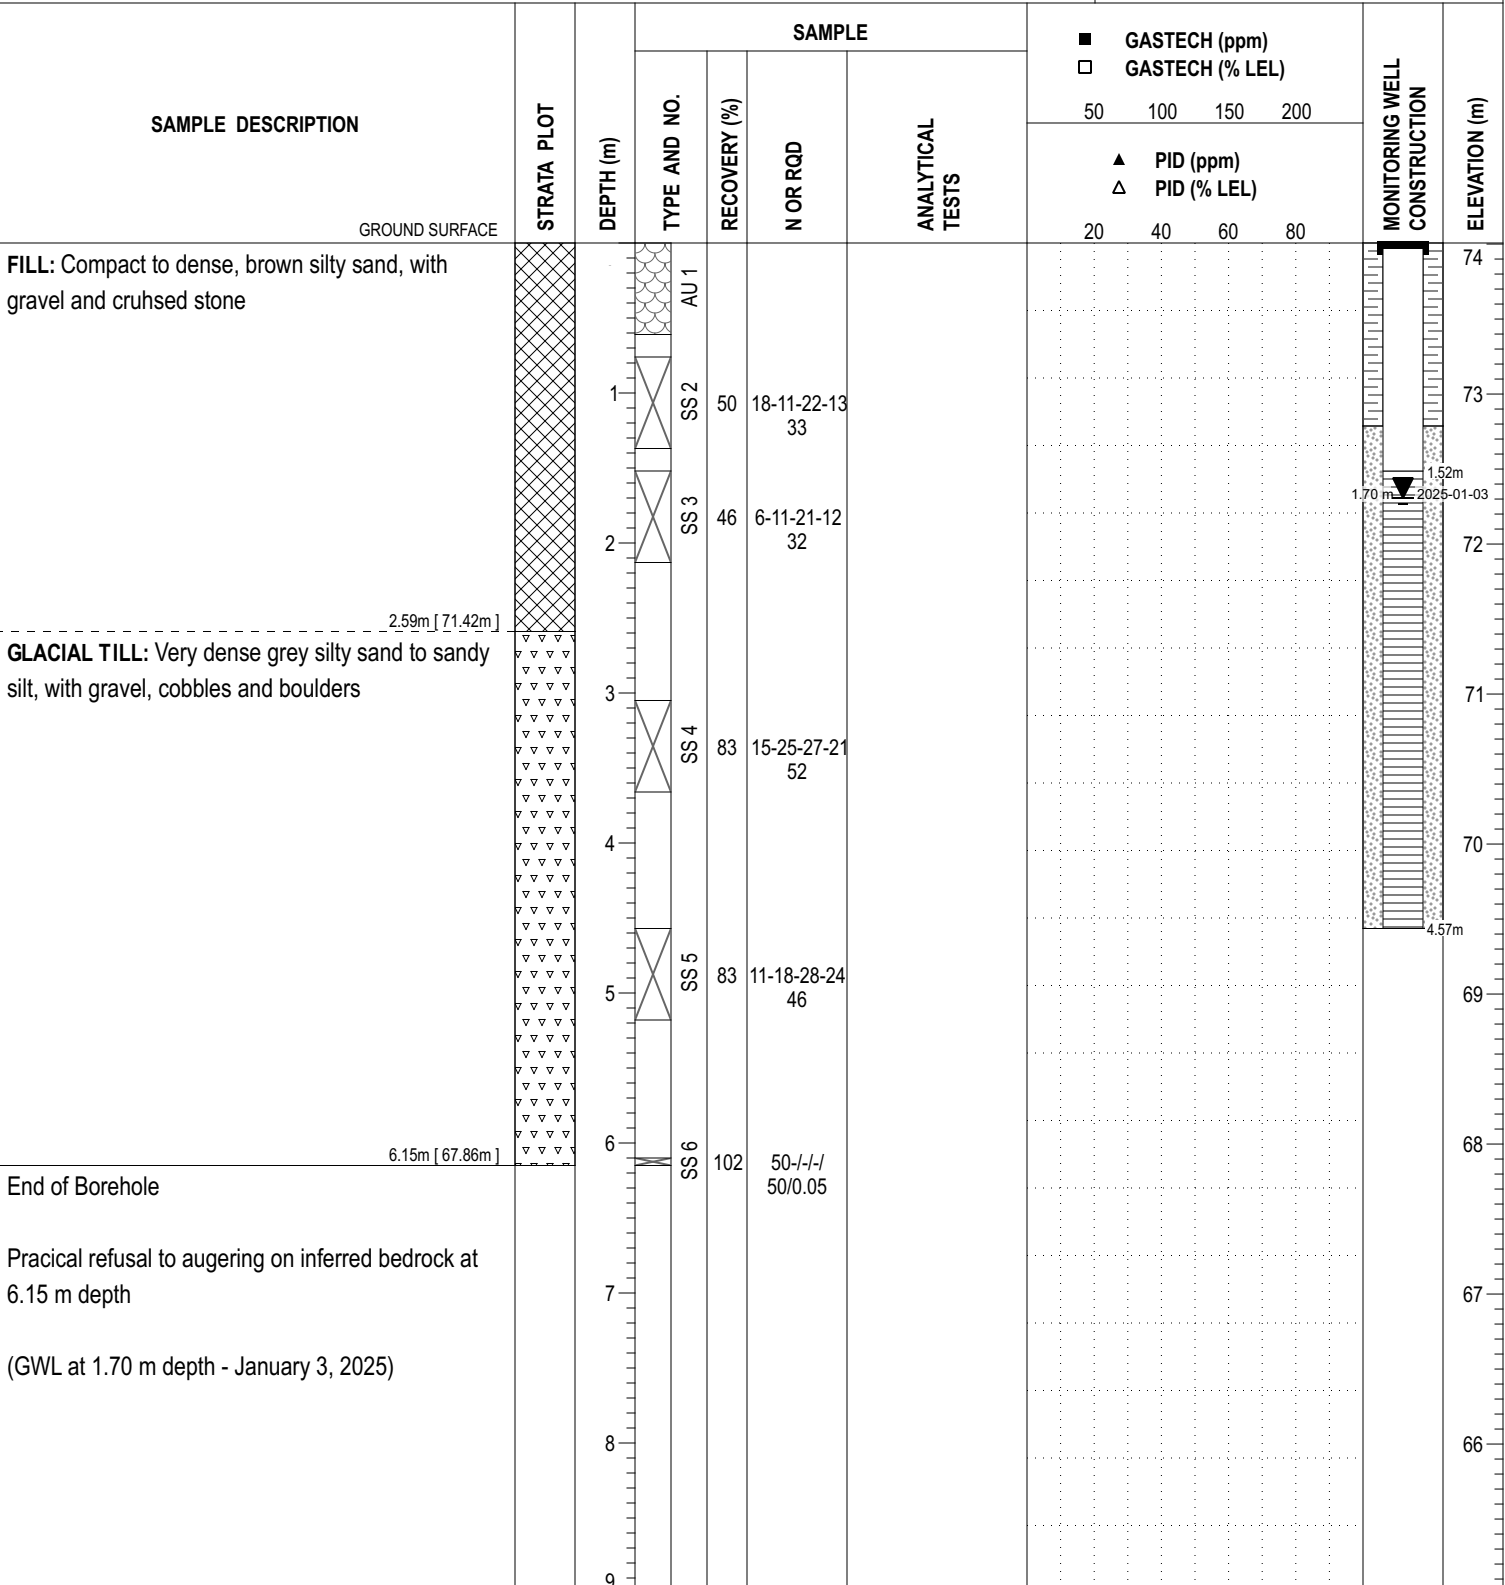 SAMPLE DESCRIPTION
GROUND SURFACE
STRATA PLOT
DEPTH (m)
SAMPLE
TYPE AND NO.
RECOVERY (%)
N OR RQD
ANALYTICAL
TESTS
GASTECH (ppm)
GASTECH (% LEL)
50 100 150 200
PID (ppm)
PID (% LEL)
20 40 60 80
MONITORING WELL
CONSTRUCTION
ELEVATION (m)
FILL: Compact to dense, brown silty sand, with
gravel and cruhsed stone
2.59m [ 71.42m ]
GLACIAL TILL: Very dense grey silty sand to sandy
silt, with gravel, cobbles and boulders
6.15m [ 67.86m ]
End of Borehole
Pracical refusal to augering on inferred bedrock at
6.15 m depth
(GWL at 1.70 m depth - January 3, 2025)
1
2
3
4
5
6
7
8
9
AU 1
SS 2
50
18-11-22-13
33
SS 3
46
6-11-21-12
32
SS 4
83
15-25-27-21
52
SS 5
83
11-18-28-24
46
SS 6
102
50-/-/-/
50/0.05
1.52m
1.70 m
2025-01-03
4.57m
74
73
72
71
70
69
68
67
66